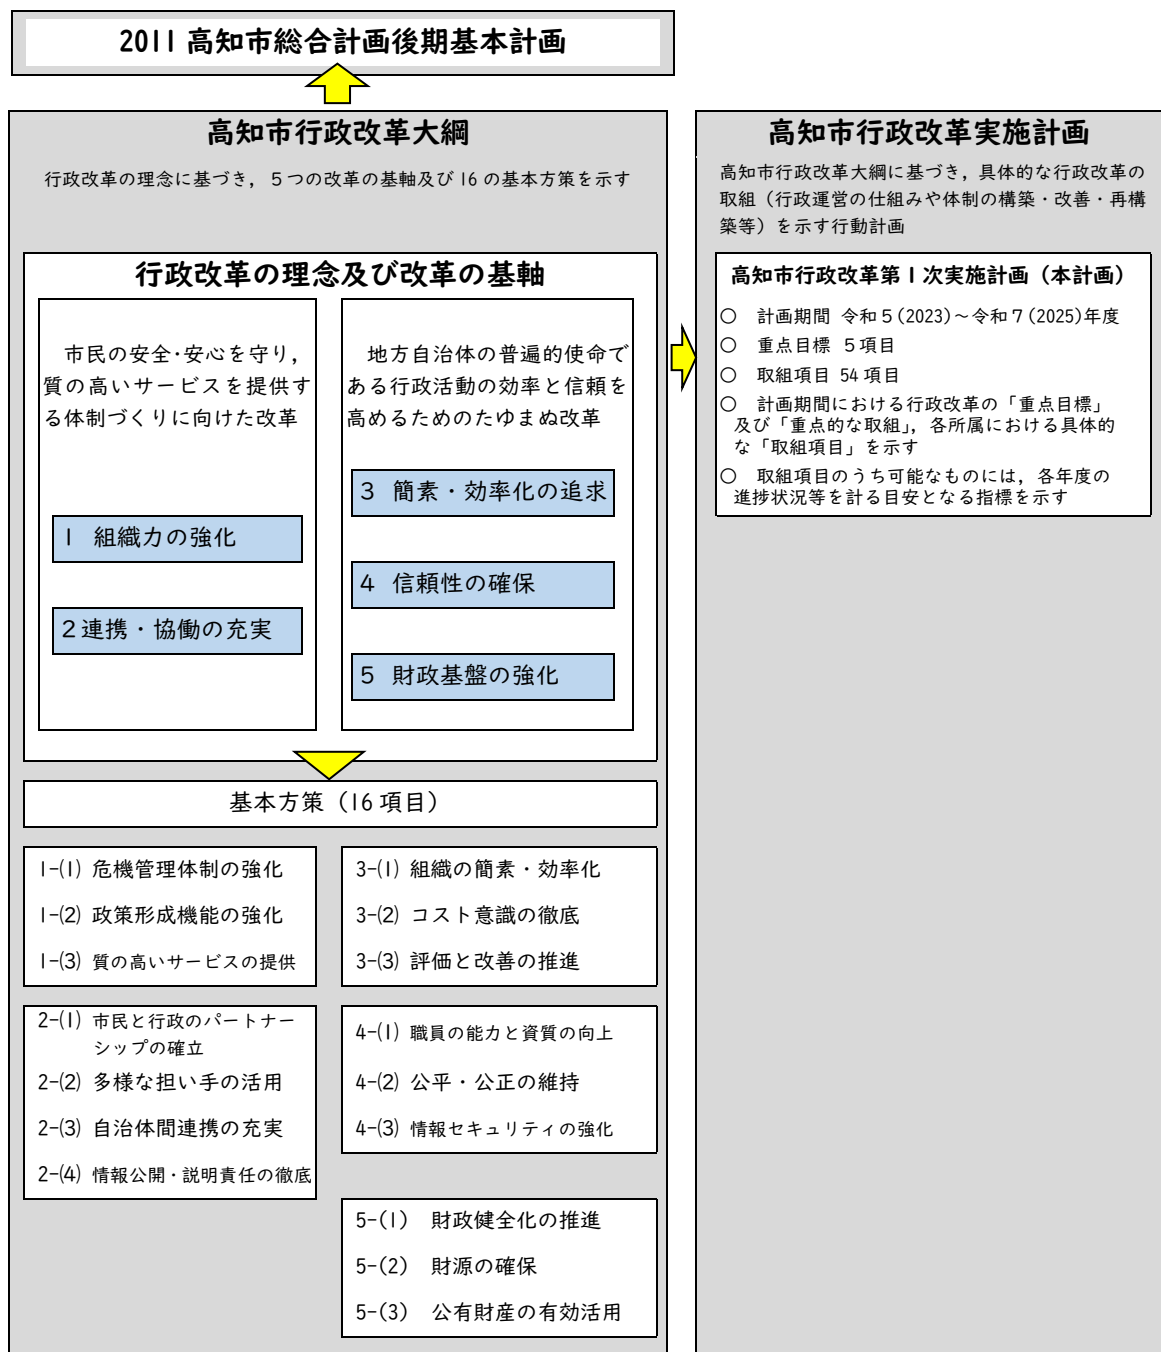 2011 高知市総合計画後期基本計画
高知市行政改革大綱
行政改革の理念に基づき，５つの改革の基軸及び 16 の基本方策を示す
行政改革の理念及び改革の基軸
市民の安全・安心を守り，
質の高いサービスを提供す
る体制づくりに向けた改革
1 組織力の強化
２連携・協働の充実
地方自治体の普遍的使命で
ある行政活動の効率と信頼を
高めるためのたゆまぬ改革
3 簡素・効率化の追求
4 信頼性の確保
5 財政基盤の強化
基本方策（16 項目）
1-⑴ 危機管理体制の強化
1-⑵ 政策形成機能の強化
1-⑶ 質の高いサービスの提供
2-⑴ 市民と行政のパートナー
シップの確立
2-⑵ 多様な担い手の活用
2-⑶ 自治体間連携の充実
2-⑷ 情報公開・説明責任の徹底
3-⑴ 組織の簡素・効率化
3-⑵ コスト意識の徹底
3-⑶ 評価と改善の推進
4-⑴ 職員の能力と資質の向上
4-⑵ 公平・公正の維持
4-⑶ 情報セキュリティの強化
5-(1) 財政健全化の推進
5-(2) 財源の確保
5-(3) 公有財産の有効活用
高知市行政改革実施計画
高知市行政改革大綱に基づき，具体的な行政改革の
取組（行政運営の仕組みや体制の構築・改善・再構
築等）を示す行動計画
高知市行政改革第１次実施計画（本計画）
〇 計画期間 令和５(2023)～令和７(2025)年度
〇 重点目標 ５項目
〇 取組項目 54 項目
〇 計画期間における行政改革の「重点目標」
及び「重点的な取組」，各所属における具体的
な「取組項目」を示す
〇 取組項目のうち可能なものには，各年度の
進捗状況等を計る目安となる指標を示す